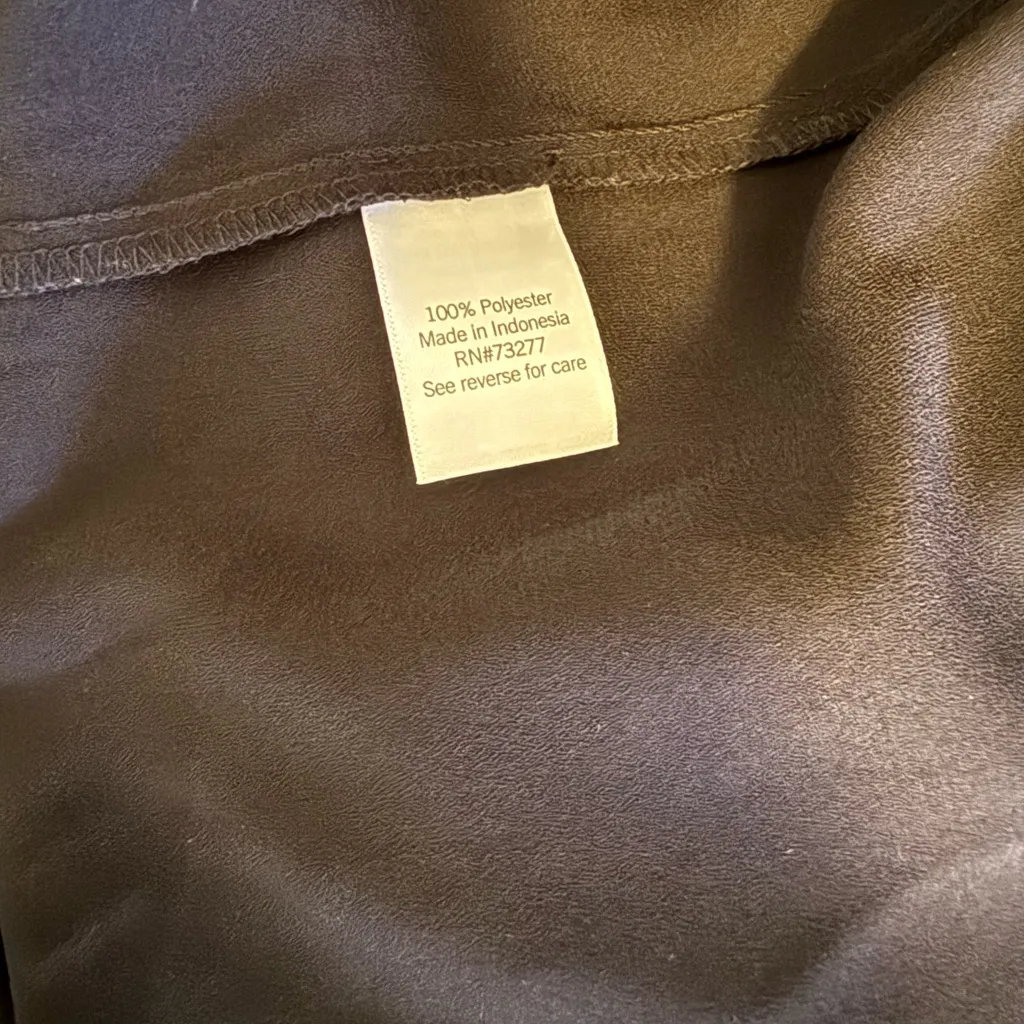 100% Polyester
Made in Indonesia
RN#73277
See reverse for care